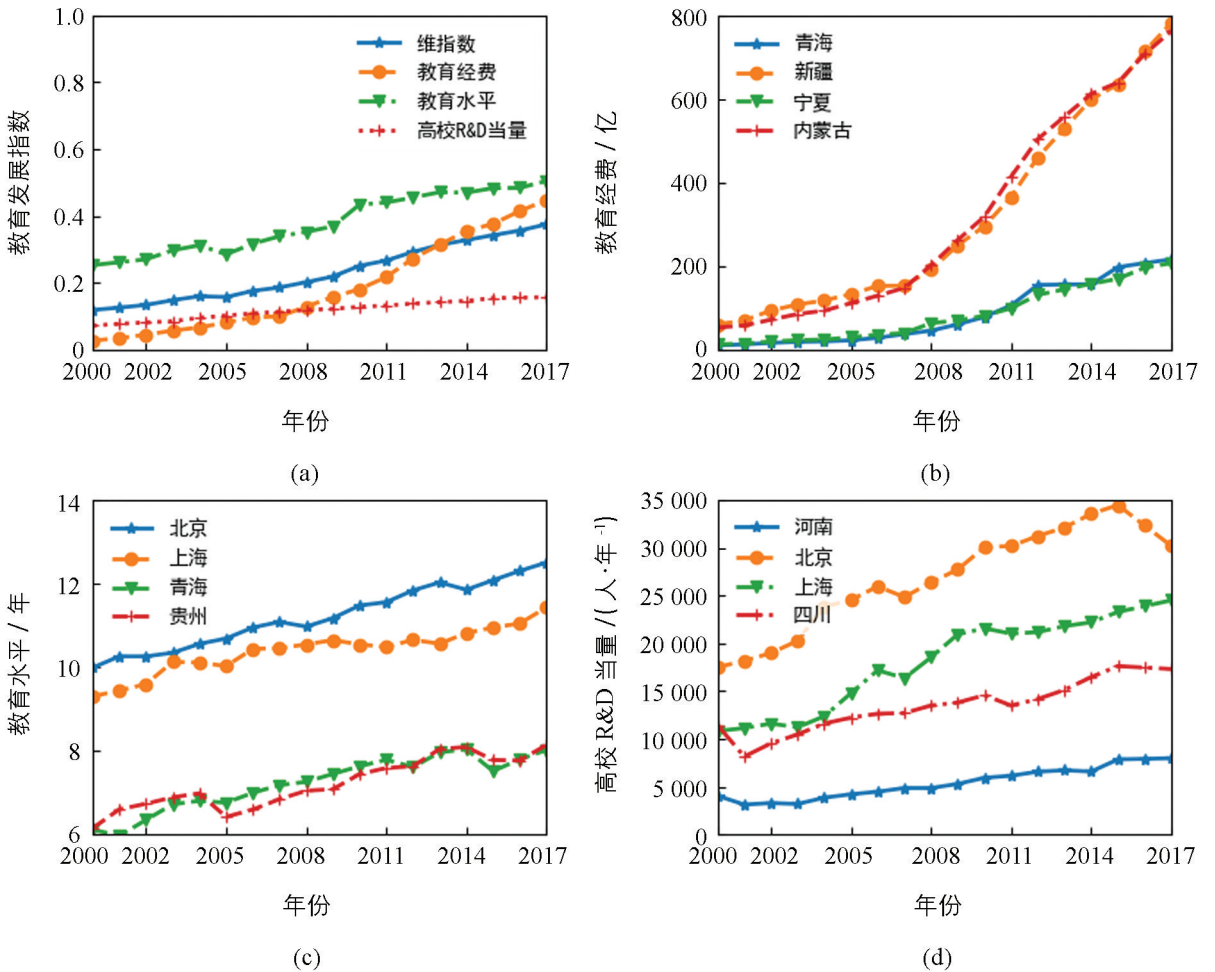 教育发展指数
1.0
0.8
0.6
0.4
0.2
0
维指数
教育经费
教育水平
高校R&D当量
2000 2002 2005 2008 2011 2014 2017
年份
(a)
教育经费 / 亿
800
600
400
200
0
青海
新疆
宁夏
内蒙古
2000 2002 2005 2008 2011 2014 2017
年份
(b)
教育水平 / 年
14
12
10
8
6
北京
上海
青海
贵州
2000 2002 2005 2008 2011 2014 2017
年份
(c)
高校 R&D 当量 / (人·年⁻¹)
35 000
30 000
25 000
20 000
15 000
10 000
5 000
0
河南
北京
上海
四川
2000 2002 2005 2008 2011 2014 2017
年份
(d)